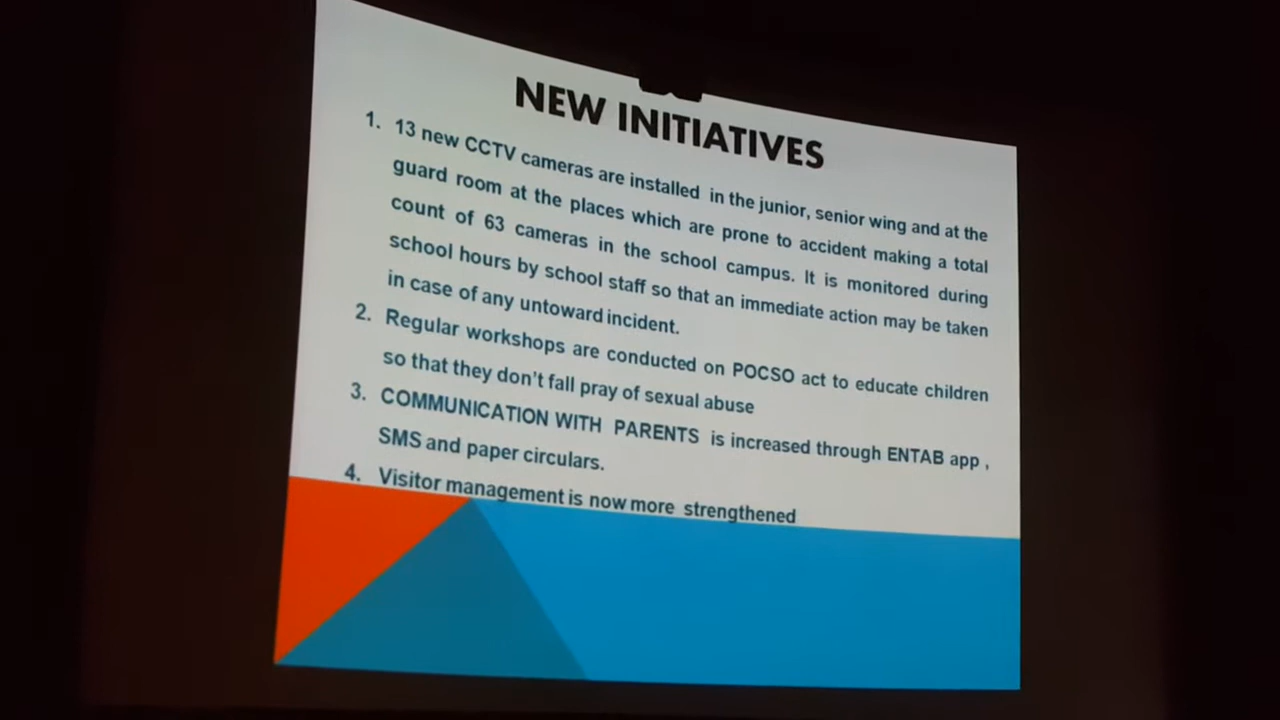 NEW INITIATIVES
1. 13 new CCTV cameras are installed in the junior, senior wing and at the
guard room at the places which are prone to accident making a total
count of 63 cameras in the school campus. It is monitored during
school hours by school staff so that an immediate action may be taken
in case of any untoward incident.
2. Regular workshops are conducted on POCSO act to educate children
so that they don't fall pray of sexual abuse
3. COMMUNICATION WITH PARENTS is increased through ENTAB app ,
SMS and paper circulars.
4. Visitor management is now more strengthened